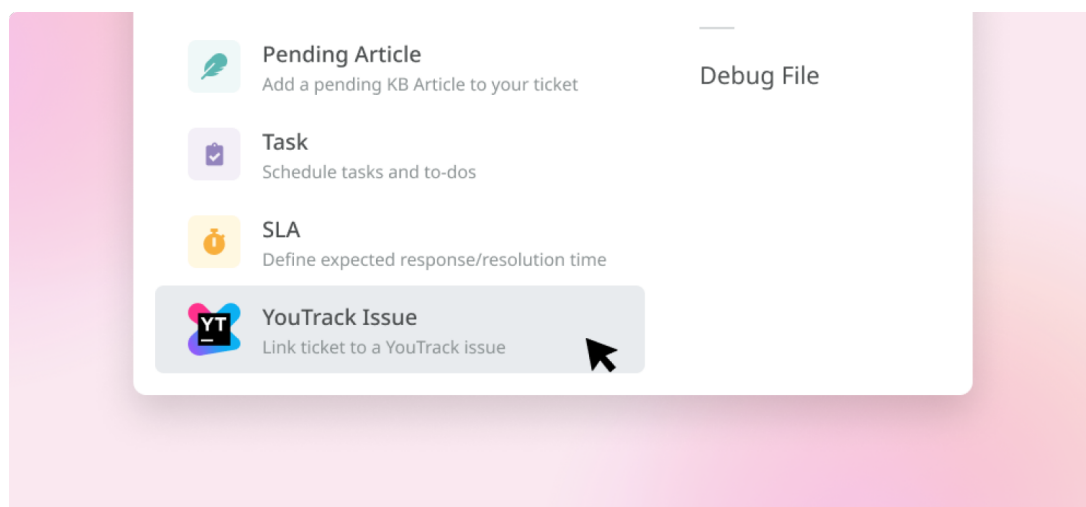 Pending Article
Add a pending KB Article to your ticket
Task
Schedule tasks and to-dos
SLA
Define expected response/resolution time
YT
YouTrack Issue
Link ticket to a YouTrack issue
Debug File